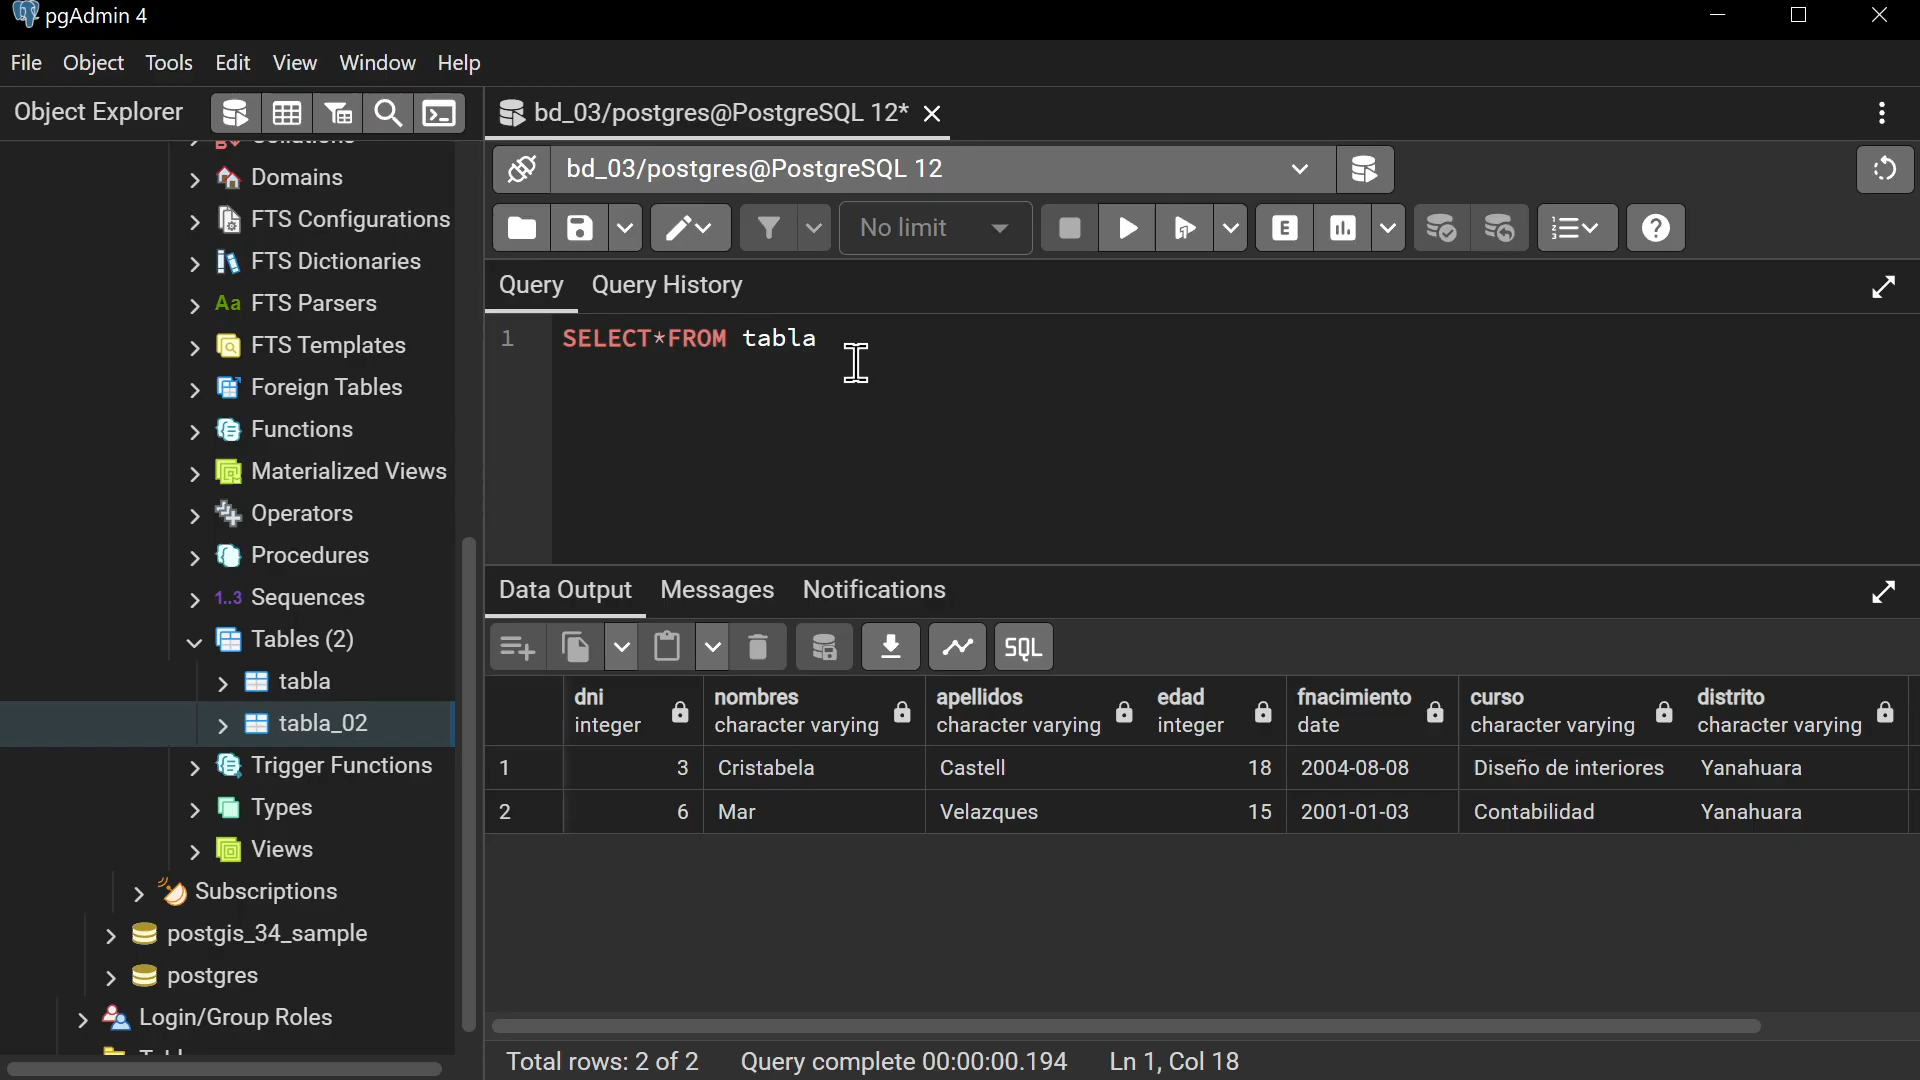 pgAdmin 4
File Object Tools Edit View Window Help
Object Explorer
bd_03/postgres@PostgreSQL 12*
bd_03/postgres@PostgreSQL 12
No limit
E
Query Query History
1 SELECT*FROM tabla
Domains
FTS Configurations
FTS Dictionaries
Aa FTS Parsers
FTS Templates
Foreign Tables
Functions
Materialized Views
Operators
Procedures
1..3 Sequences
Tables (2)
tabla
tabla_02
Trigger Functions
Types
Views
Subscriptions
postgis_34_sample
postgres
Login/Group Roles
Data Output Messages Notifications
SQL
dni nombres apellidos edad fnacimiento curso distrito
integer character varying character varying integer date character varying character varying
1 3 Cristabela Castell 18 2004-08-08 Diseño de interiores Yanahuara
2 6 Mar Velazques 15 2001-01-03 Contabilidad Yanahuara
Total rows: 2 of 2 Query complete 00:00:00.194 Ln 1, Col 18